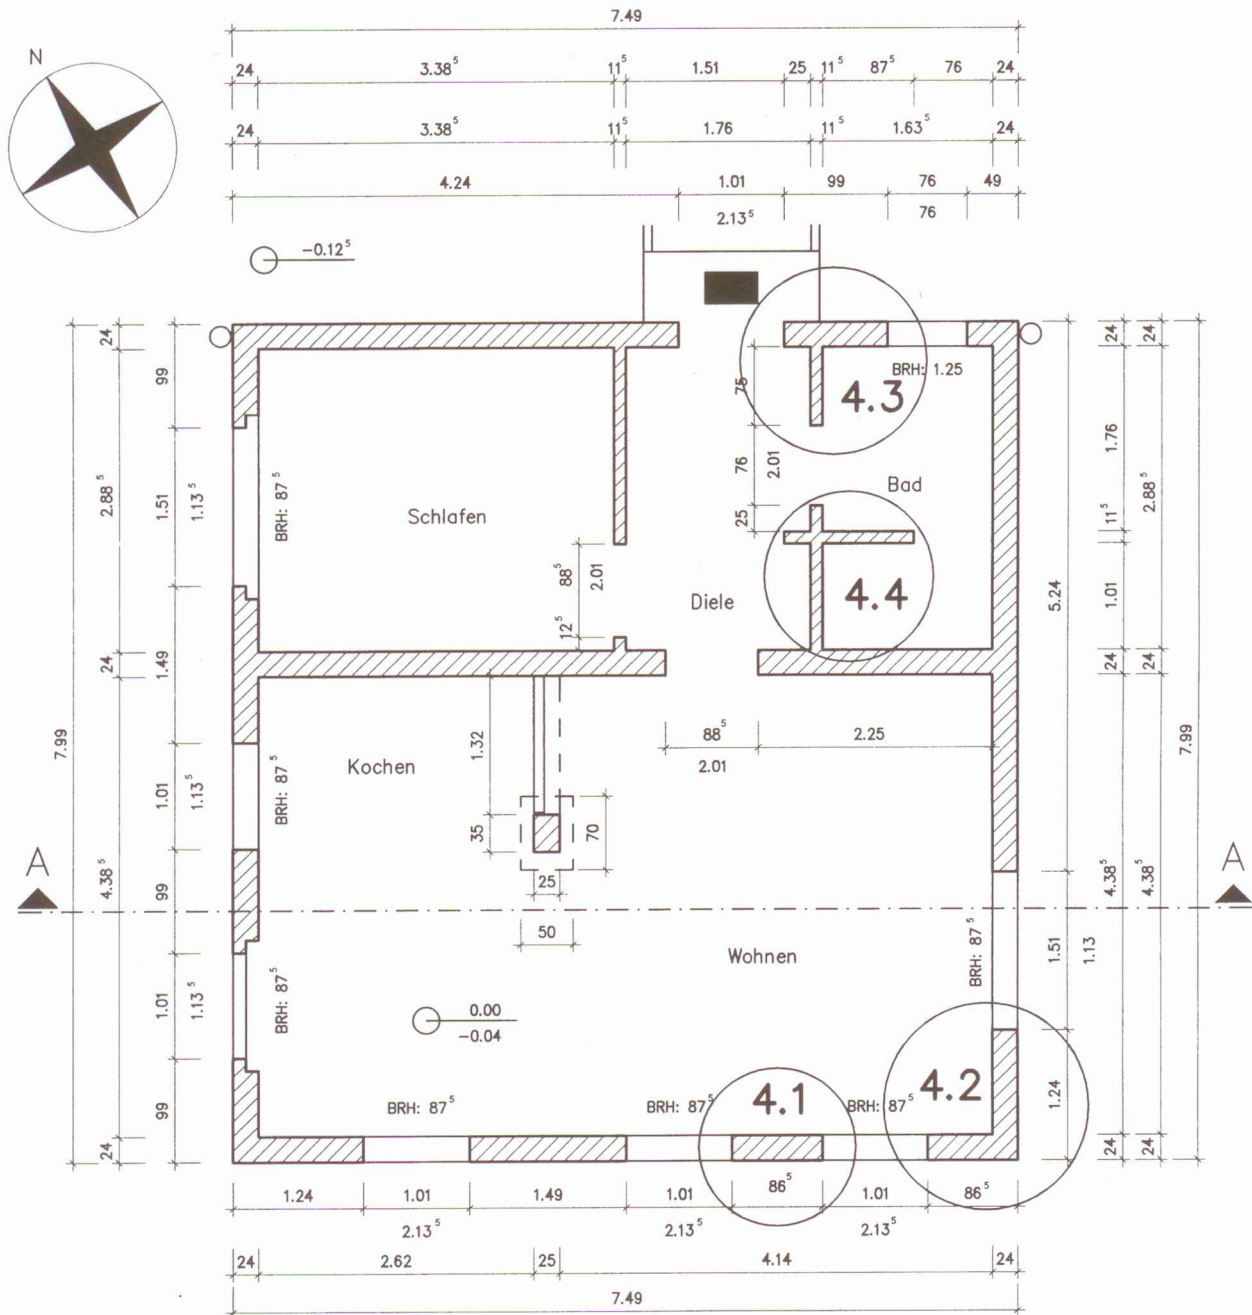 7.49
N
24 3.38⁵ 11⁵ 1.51 25 11⁵ 87⁵ 76 24
24 3.38⁵ 11⁵ 1.76 11⁵ 1.63⁵ 24
4.24 1.01 99 76 49
2.13⁵ 76
-0.12⁵
24 99 24 24
BRH: 1.25
75
4.3
2.88⁵ 1.51 1.13⁵ BRH: 87⁵
Schlafen
76 2.01
Bad
1.76 2.88⁵
25
11⁵
88⁵ 2.01
Diele
4.4
5.24 1.01
12⁵
24 1.49
24 24
7.99
1.32
88⁵ 2.25
2.01
7.99
Kochen
1.01 1.13⁵ BRH: 87⁵
35 70
A
25
A
4.38⁵ 99
4.38⁵ 4.38⁵
50
Wohnen
BRH: 87⁵
1.51 1.13
1.01 1.13⁵ BRH: 87⁵
0.00
-0.04
99
BRH: 87⁵ BRH: 87⁵ 4.1 BRH: 87⁵ 4.2
1.24
24
24 24
1.24 1.01 1.49 1.01 86⁵ 1.01 86⁵
2.13⁵ 2.13⁵ 2.13⁵
24 2.62 25 4.14 24
7.49